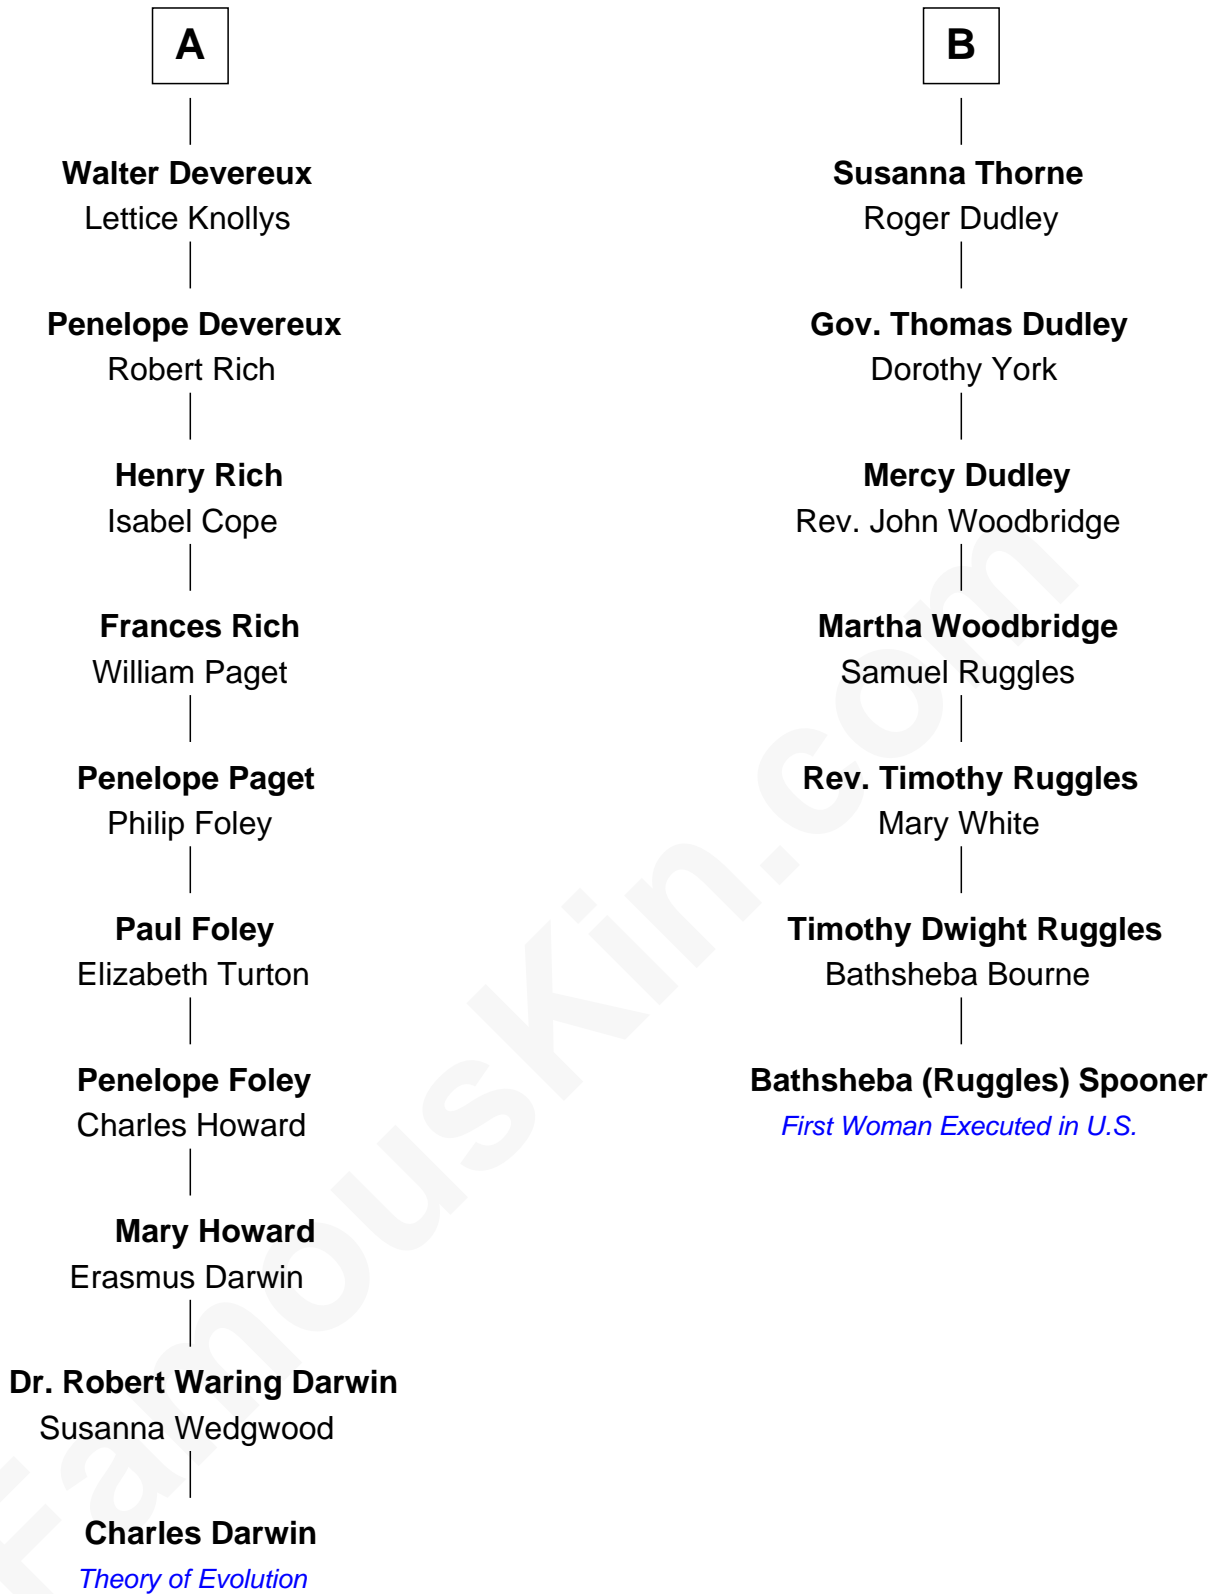 A
Walter Devereux
Lettice Knollys
Penelope Devereux
Robert Rich
Henry Rich
Isabel Cope
Frances Rich
William Paget
Penelope Paget
Philip Foley
Paul Foley
Elizabeth Turton
Penelope Foley
Charles Howard
Mary Howard
Erasmus Darwin
Dr. Robert Waring Darwin
Susanna Wedgwood
Charles Darwin
Theory of Evolution
B
Susanna Thorne
Roger Dudley
Gov. Thomas Dudley
Dorothy York
Mercy Dudley
Rev. John Woodbridge
Martha Woodbridge
Samuel Ruggles
Rev. Timothy Ruggles
Mary White
Timothy Dwight Ruggles
Bathsheba Bourne
Bathsheba (Ruggles) Spooner
First Woman Executed in U.S.
FamousKin.com